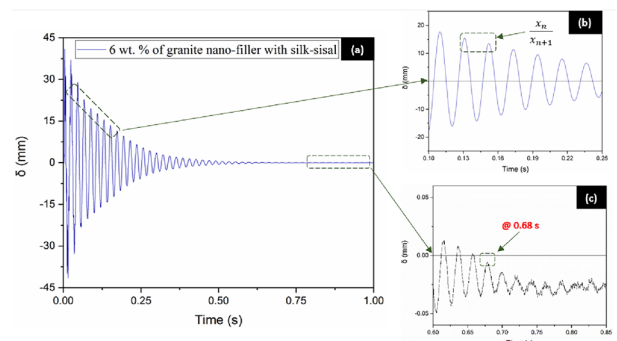 6 wt. % of granite nano-filler with silk-sisal
(a)
45
30
15
0
-15
-30
-45
δ (mm)
0.00
0.25
0.50
0.75
1.00
Time (s)
(b)
xₙ
xₙ₊₁
20
10
0
-10
-20
δ (mm)
0.10
0.13
0.16
0.19
0.22
0.25
Time (s)
(c)
@ 0.68 s
0.05
0.00
-0.05
δ (mm)
0.60
0.65
0.70
0.75
0.80
0.85